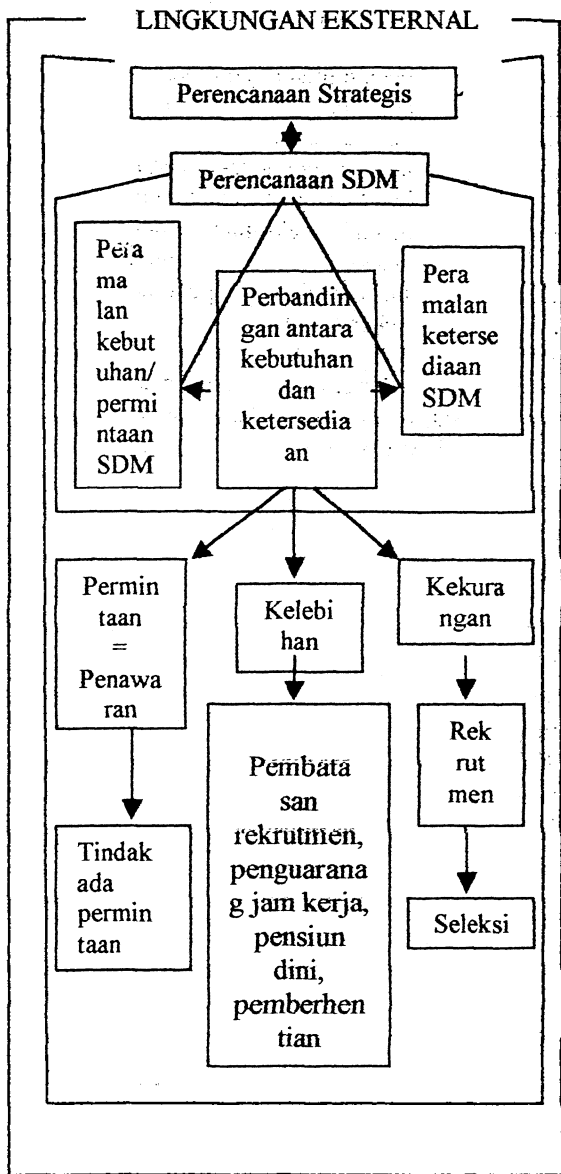 LINGKUNGAN EKSTERNAL
Perencanaan Strategis
Perencanaan SDM
Pera
ma
lan
kebut
uhan/
permi
ntaan
SDM
Perbandin
gan antara
kebutuhan
dan
ketersedia
an
Pera
malan
keterse
diaan
SDM
Permin
taan
=
Penawa
ran
Kelebi
han
Kekura
ngan
Tindak
ada
permin
taan
Pembata
san
rekrutmen,
penguarana
g jam kerja,
pensiun
dini,
pemberhen
tian
Rek
rut
men
Seleksi